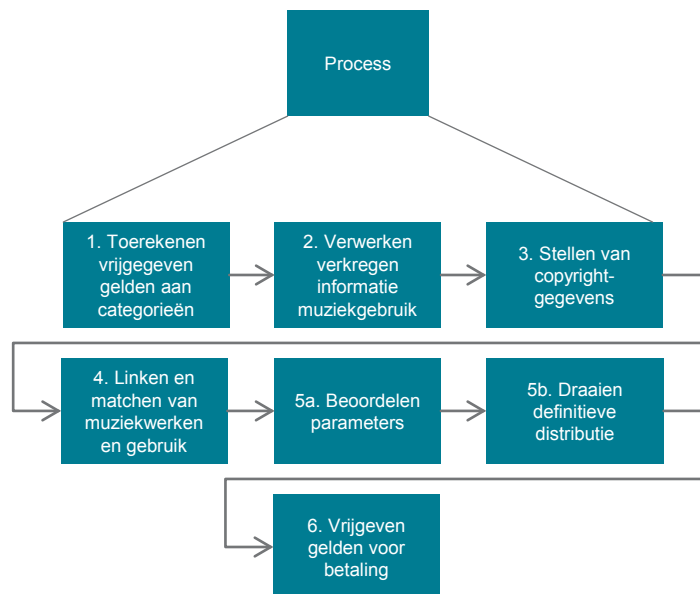 Process
1. Toerekenen
vrijgegeven
gelden aan
categorieën
2. Verwerken
verkregen
informatie
muziekgebruik
3. Stellen van
copyright-
gegevens
4. Linken en
matchen van
muziekwerken
en gebruik
5a. Beoordelen
parameters
5b. Draaien
definitieve
distributie
6. Vrijgeven
gelden voor
betaling